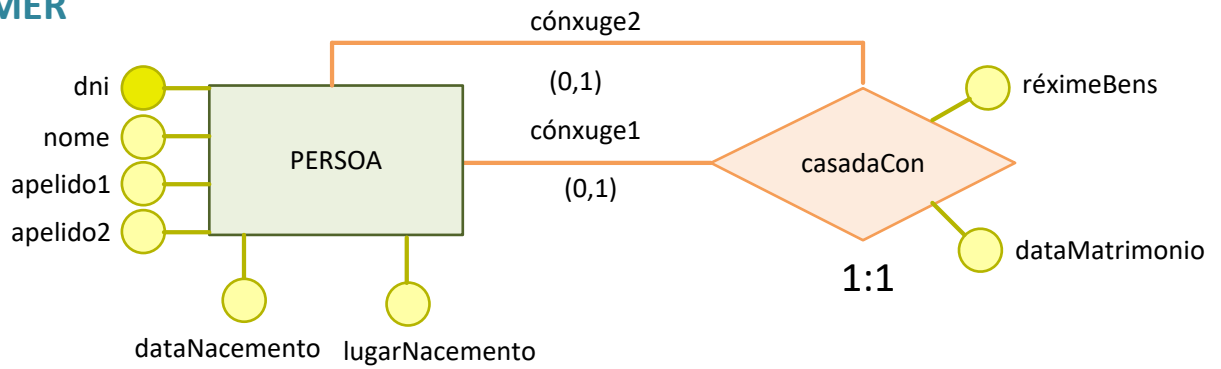 MER
cónxuge2
dni
(0,1)
réximeBens
nome
cónxuge1
PERSOA
casadaCon
apelido1
(0,1)
apelido2
dataMatrimonio
1:1
dataNacemento
lugarNacemento